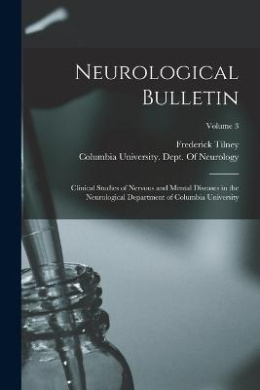 Neurological
Bulletin
Volume 3
Frederick Tilney
Columbia University. Dept. Of Neurology
Clinical Studies of Nervous and Mental Diseases in the
Neurological Department of Columbia University